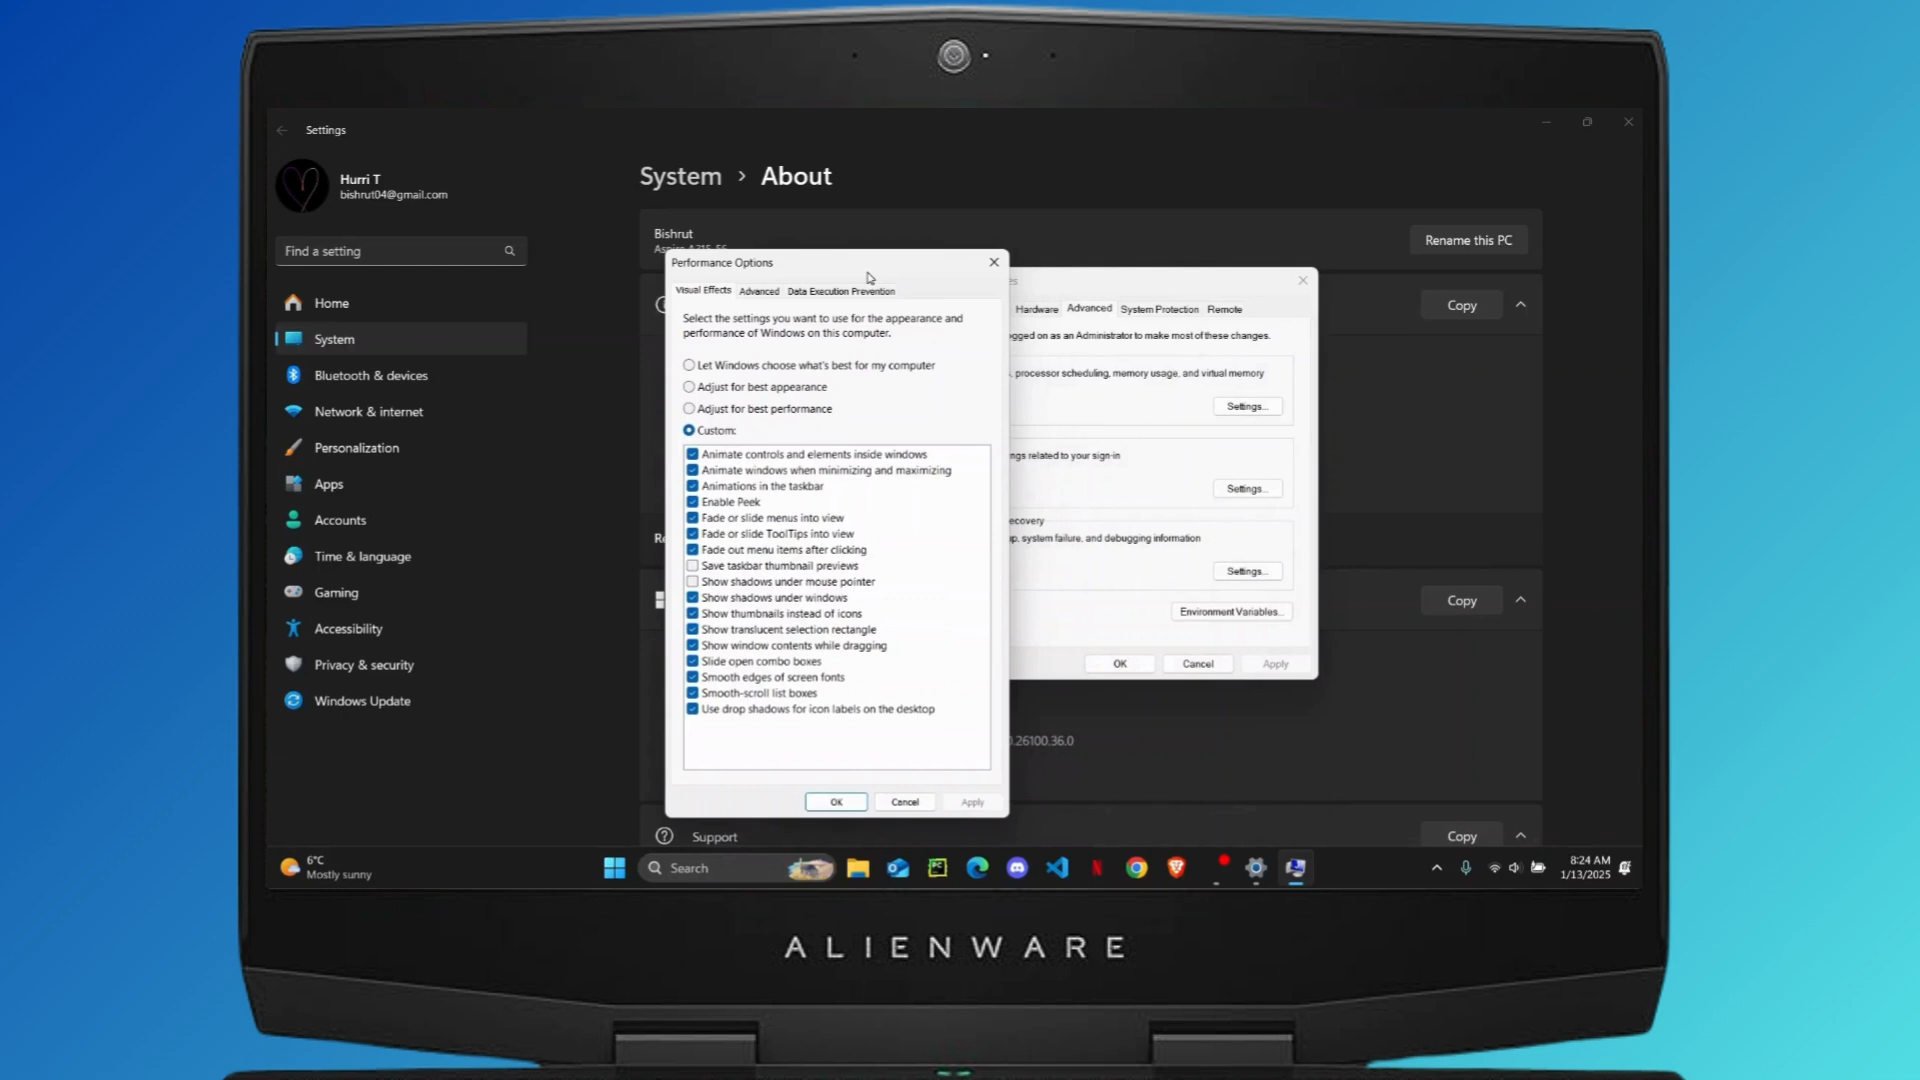 Settings
Hurri T
bishrut04@gmail.com
Find a setting
Home
System
Bluetooth & devices
Network & internet
Personalization
Apps
Accounts
Time & language
Gaming
Accessibility
Privacy & security
Windows Update
System > About
Bishrut
Rename this PC
Copy
Copy
0.26100.36.0
Support
Copy
Performance Options
Visual Effects
Advanced
Data Execution Prevention
Select the settings you want to use for the appearance and
performance of Windows on this computer.
Let Windows choose what's best for my computer
Adjust for best appearance
Adjust for best performance
Custom:
Animate controls and elements inside windows
Animate windows when minimizing and maximizing
Animations in the taskbar
Enable Peek
Fade or slide menus into view
Fade or slide ToolTips into view
Fade out menu items after clicking
Save taskbar thumbnail previews
Show shadows under mouse pointer
Show shadows under windows
Show thumbnails instead of icons
Show translucent selection rectangle
Show window contents while dragging
Slide open combo boxes
Smooth edges of screen fonts
Smooth-scroll list boxes
Use drop shadows for icon labels on the desktop
OK
Cancel
Apply
Hardware
Advanced
System Protection
Remote
gged on as an Administrator to make most of these changes.
, processor scheduling, memory usage, and virtual memory
Settings...
ngs related to your sign-in
Settings...
ecovery
p, system failure, and debugging information
Settings...
Environment Variables...
OK
Cancel
Apply
6°C
Mostly sunny
Search
8:24 AM
1/13/2025
ALIENWARE